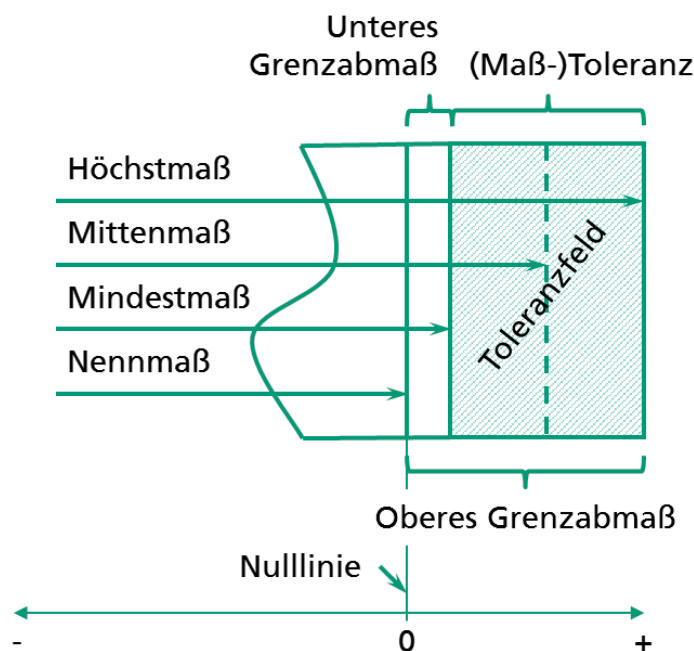 Unteres
Grenzabmaß
(Maß-)Toleranz
Höchstmaß
Mittenmaß
Mindestmaß
Nennmaß
Toleranzfeld
Oberes Grenzabmaß
Nulllinie
- 0 +